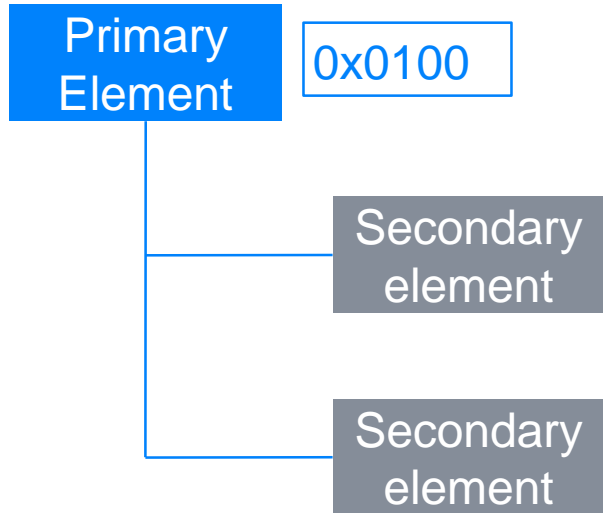 Primary
Element
0x0100
Secondary
element
Secondary
element